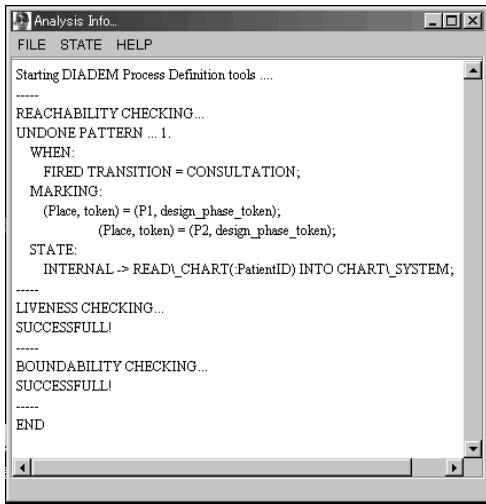 Analysis Info...
FILE STATE HELP
Starting DIADEM Process Definition tools ....
-----
REACHABILITY CHECKING...
UNDONE PATTERN ... 1.
WHEN:
FIRED TRANSITION = CONSULTATION;
MARKING:
(Place, token) = (P1, design_phase_token);
(Place, token) = (P2, design_phase_token);
STATE:
INTERNAL -> READ\_CHART(:PatientID) INTO CHART\_SYSTEM;
-----
LIVENESS CHECKING...
SUCCESSFULL!
-----
BOUNDABILITY CHECKING...
SUCCESSFULL!
-----
END